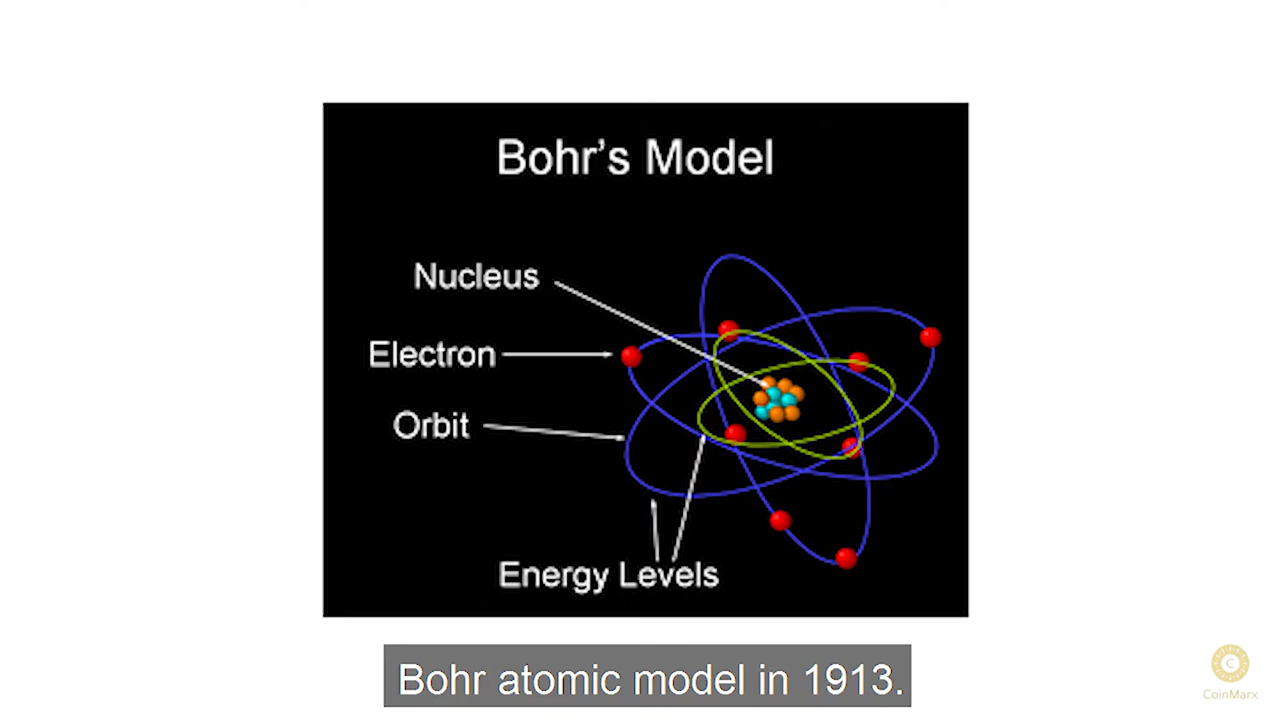 Bohr's Model
Nucleus
Electron
Orbit
Energy Levels
Bohr atomic model in 1913.
C
CoinMarx